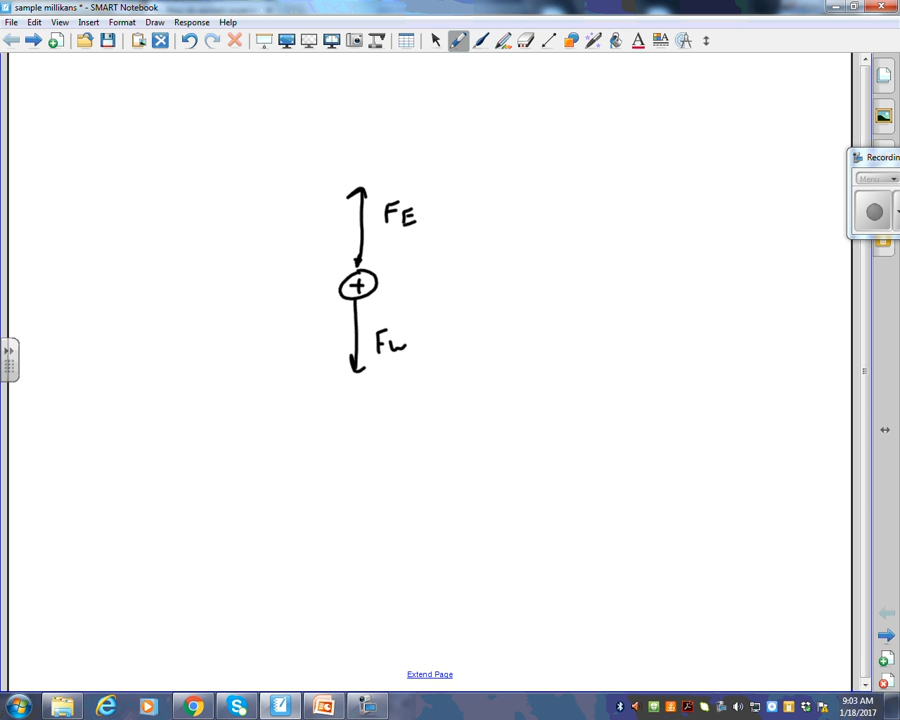 sample millikans * - SMART Notebook
File Edit View Insert Format Tools Draw Response Help
Recordin
Menu
FE
+
Fw
Extend Page
9:03 AM
1/18/2017